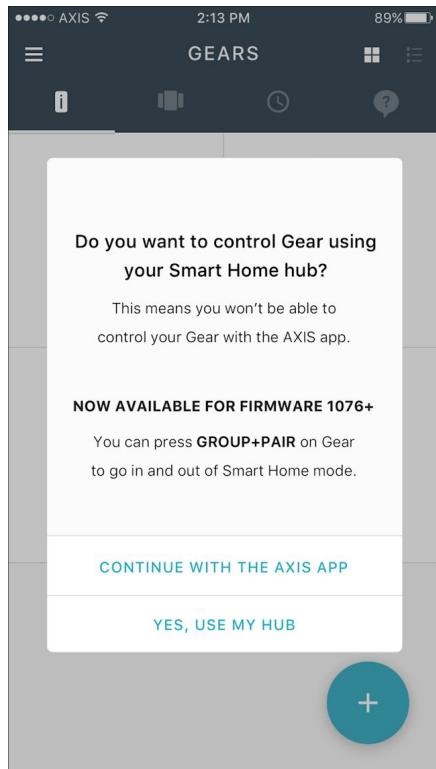 AXIS 2:13 PM 89%
GEARS
Do you want to control Gear using
your Smart Home hub?
This means you won't be able to
control your Gear with the AXIS app.
NOW AVAILABLE FOR FIRMWARE 1076+
You can press GROUP+PAIR on Gear
to go in and out of Smart Home mode.
CONTINUE WITH THE AXIS APP
YES, USE MY HUB